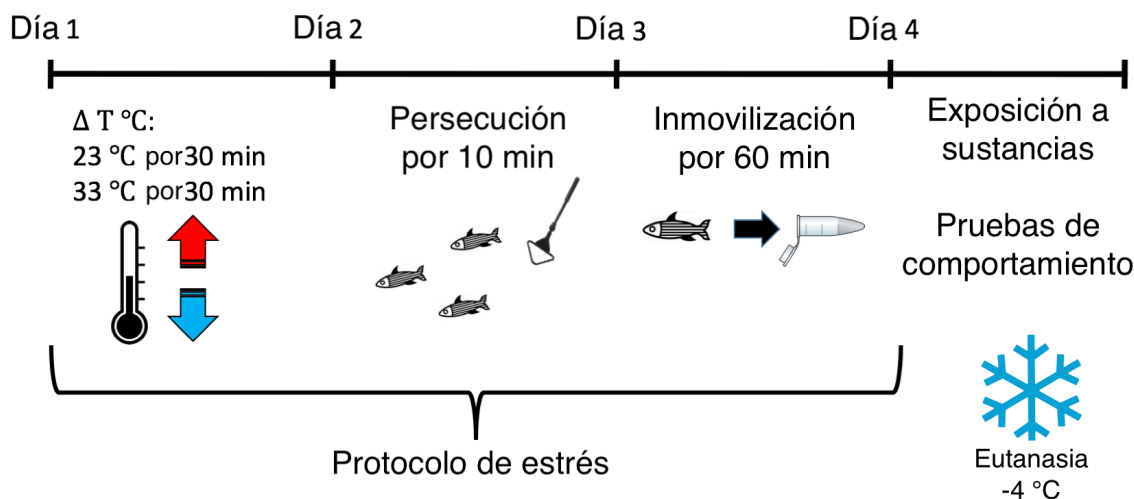 Día 1
Día 2
Día 3
Día 4
Δ T °C:
23 °C por30 min
33 °C por30 min
Persecución
por 10 min
Inmovilización
por 60 min
Exposición a
sustancias
Pruebas de
comportamiento
Protocolo de estrés
Eutanasia
-4 °C